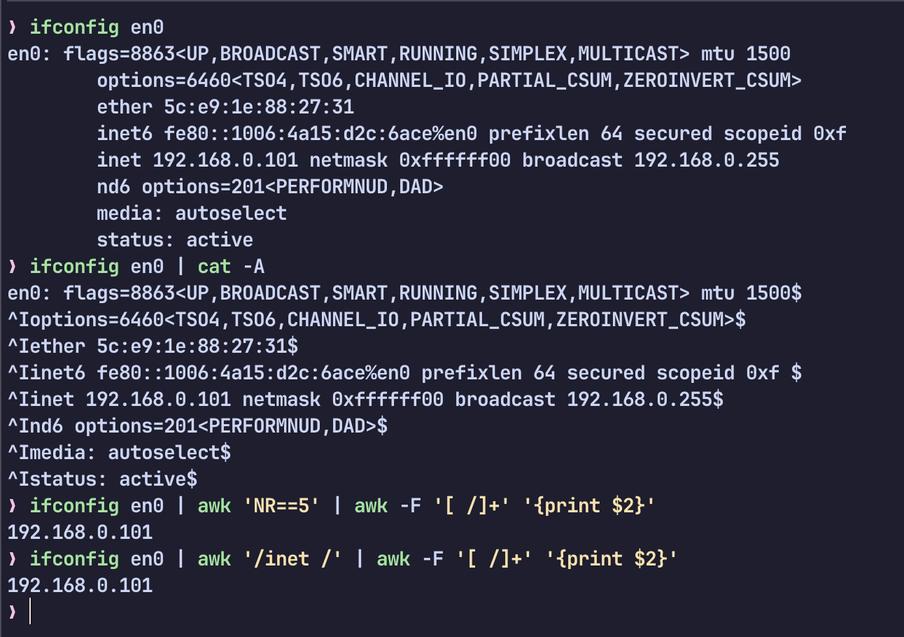 ❯ ifconfig en0
en0: flags=8863<UP,BROADCAST,SMART,RUNNING,SIMPLEX,MULTICAST> mtu 1500
        options=6460<TSO4,TSO6,CHANNEL_IO,PARTIAL_CSUM,ZEROINVERT_CSUM>
        ether 5c:e9:1e:88:27:31
        inet6 fe80::1006:4a15:d2c:6ace%en0 prefixlen 64 secured scopeid 0xf
        inet 192.168.0.101 netmask 0xffffff00 broadcast 192.168.0.255
        nd6 options=201<PERFORMNUD,DAD>
        media: autoselect
        status: active
❯ ifconfig en0 | cat -A
en0: flags=8863<UP,BROADCAST,SMART,RUNNING,SIMPLEX,MULTICAST> mtu 1500$
^Ioptions=6460<TSO4,TSO6,CHANNEL_IO,PARTIAL_CSUM,ZEROINVERT_CSUM>$
^Iether 5c:e9:1e:88:27:31$
^Iinet6 fe80::1006:4a15:d2c:6ace%en0 prefixlen 64 secured scopeid 0xf $
^Iinet 192.168.0.101 netmask 0xffffff00 broadcast 192.168.0.255$
^Ind6 options=201<PERFORMNUD,DAD>$
^Imedia: autoselect$
^Istatus: active$
❯ ifconfig en0 | awk 'NR==5' | awk -F '[ /]+' '{print $2}'
192.168.0.101
❯ ifconfig en0 | awk '/inet /' | awk -F '[ /]+' '{print $2}'
192.168.0.101
❯